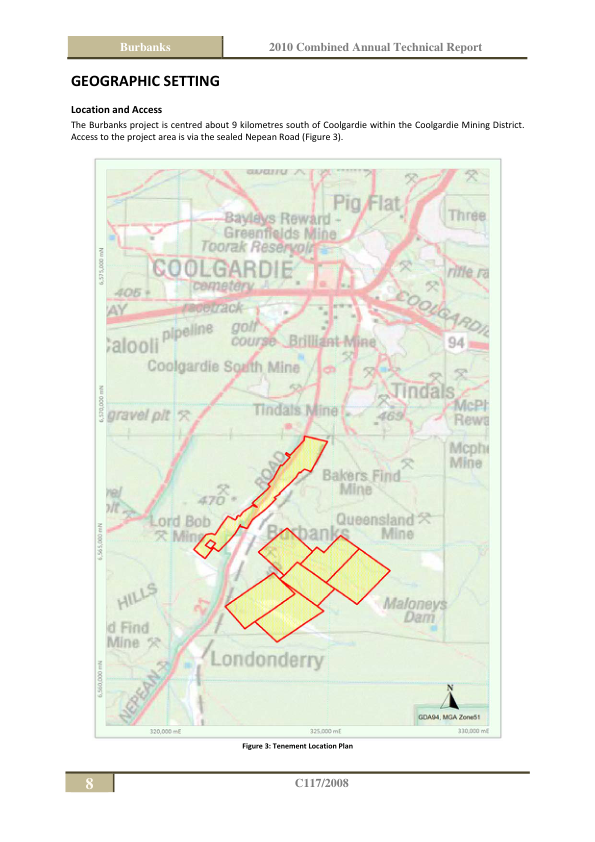 Burbanks 2010 Combined Annual Technical Report
GEOGRAPHIC SETTING
Location and Access
The Burbanks project is centred about 9 kilometres south of Coolgardie within the Coolgardie Mining District.
Access to the project area is via the sealed Nepean Road (Figure 3).
Pig Flat
Three
Bayleys Reward -
Greenfields Mine
Toorak Reservoir
COOLGARDIE
rifle ra
6,575,000 mN
405
cemetery
COOLGARDIE
AY
racetrack
pipeline
golf
course
Brilliant Mine
94
alooli
Coolgardie South Mine
9
Tindals
6,570,000 mN
gravel pit
Tindals Mine
469
McPh
Rewa
Mcphe
Mine
ROAD
Bakers Find
Mine
470
Lord Bob
Mine
Burbanks
Queensland
Mine
6,565,000 mN
HILLS
21
Maloneys
Dam
d Find
Mine
Londonderry
6,560,000 mN
NEPEAN
N
GDA94, MGA Zone51
320,000 mE 325,000 mE 330,000 mE
Figure 3: Tenement Location Plan
8 C117/2008